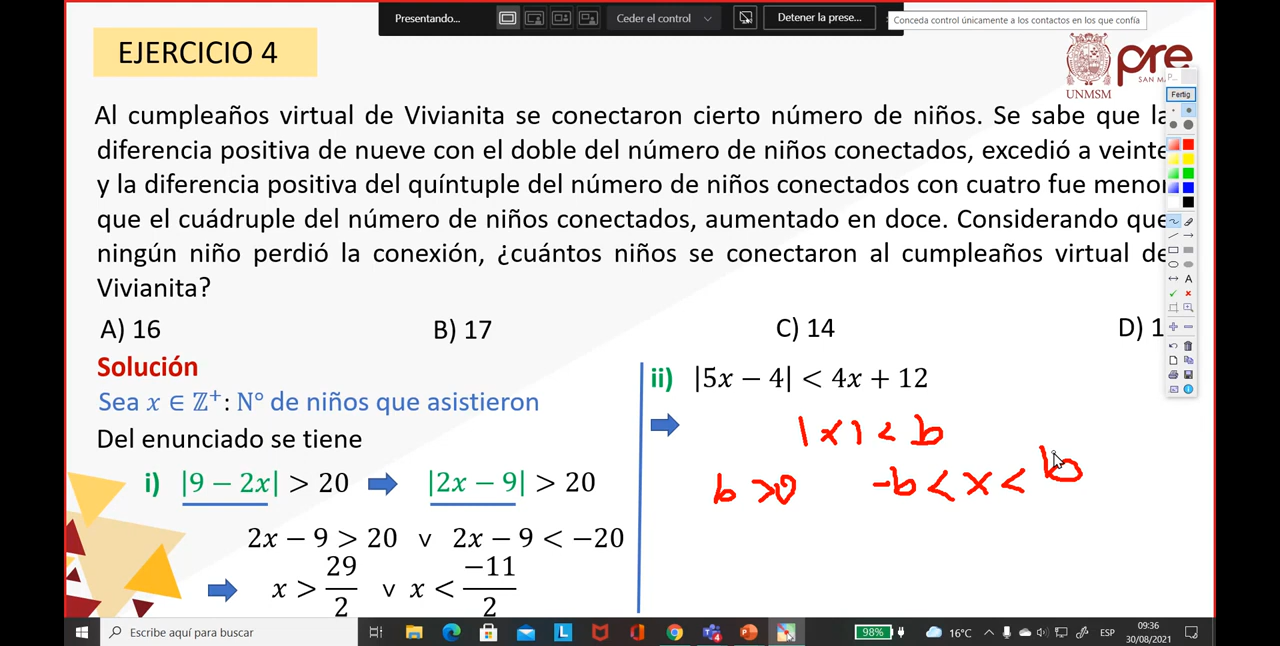 Presentando...
Ceder el control
Detener la prese...
Conceda control únicamente a los contactos en los que confía
EJERCICIO 4
pre
SAN M
UNMSM
P...
Fertig
Al cumpleaños virtual de Vivianita se conectaron cierto número de niños. Se sabe que la
diferencia positiva de nueve con el doble del número de niños conectados, excedió a veinte
y la diferencia positiva del quíntuple del número de niños conectados con cuatro fue menor
que el cuádruple del número de niños conectados, aumentado en doce. Considerando que
ningún niño perdió la conexión, ¿cuántos niños se conectaron al cumpleaños virtual de
Vivianita?
A) 16 B) 17 C) 14 D) 1
Solución
Sea x ∈ ℤ⁺: N° de niños que asistieron
Del enunciado se tiene
i) |9 − 2x| > 20 |2x − 9| > 20
2x − 9 > 20 ∨ 2x − 9 < −20
x > 29/2 ∨ x < −11/2
ii) |5x − 4| < 4x + 12
|x| < b
b > 0 -b < x < b
A
Escribe aquí para buscar
98%
16°C
ESP
09:36
30/08/2021